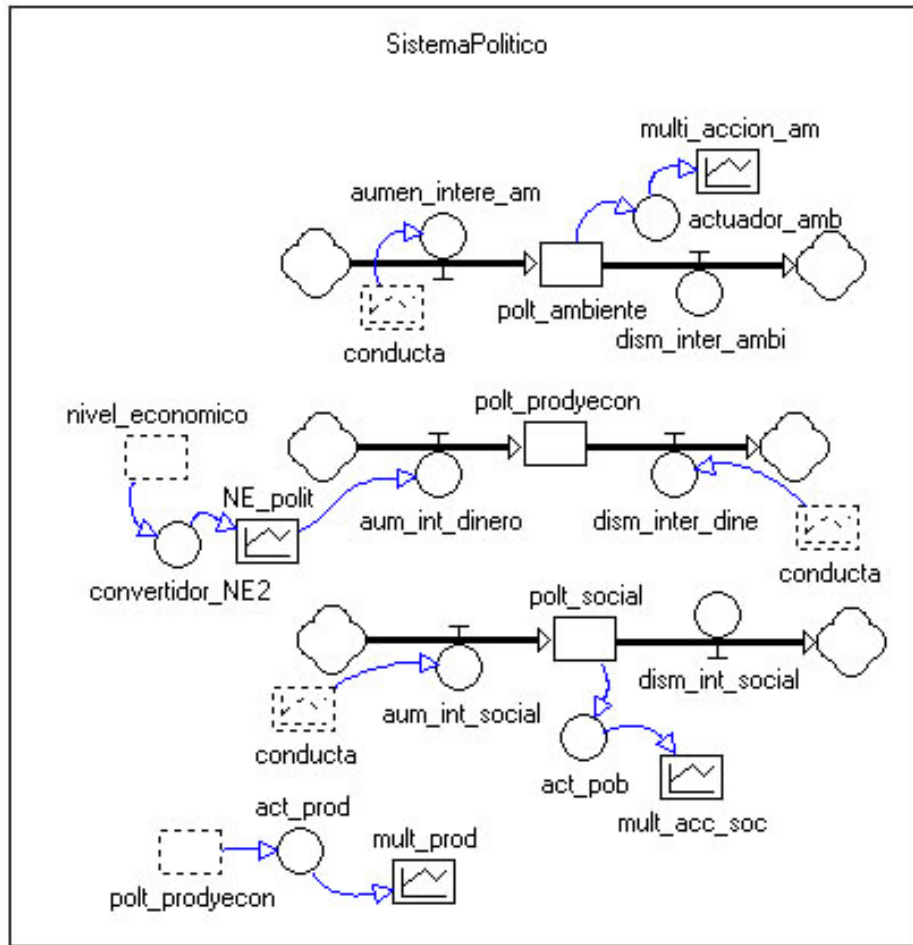 SistemaPolitico
multi_accion_am
aumen_intere_am
actuador_amb
polt_ambiente
dism_inter_ambi
conducta
nivel_economico
polt_prodyecon
NE_polit
aum_int_dinero
dism_inter_dine
convertidor_NE2
conducta
polt_social
aum_int_social
dism_int_social
conducta
act_pob
mult_acc_soc
act_prod
mult_prod
polt_prodyecon